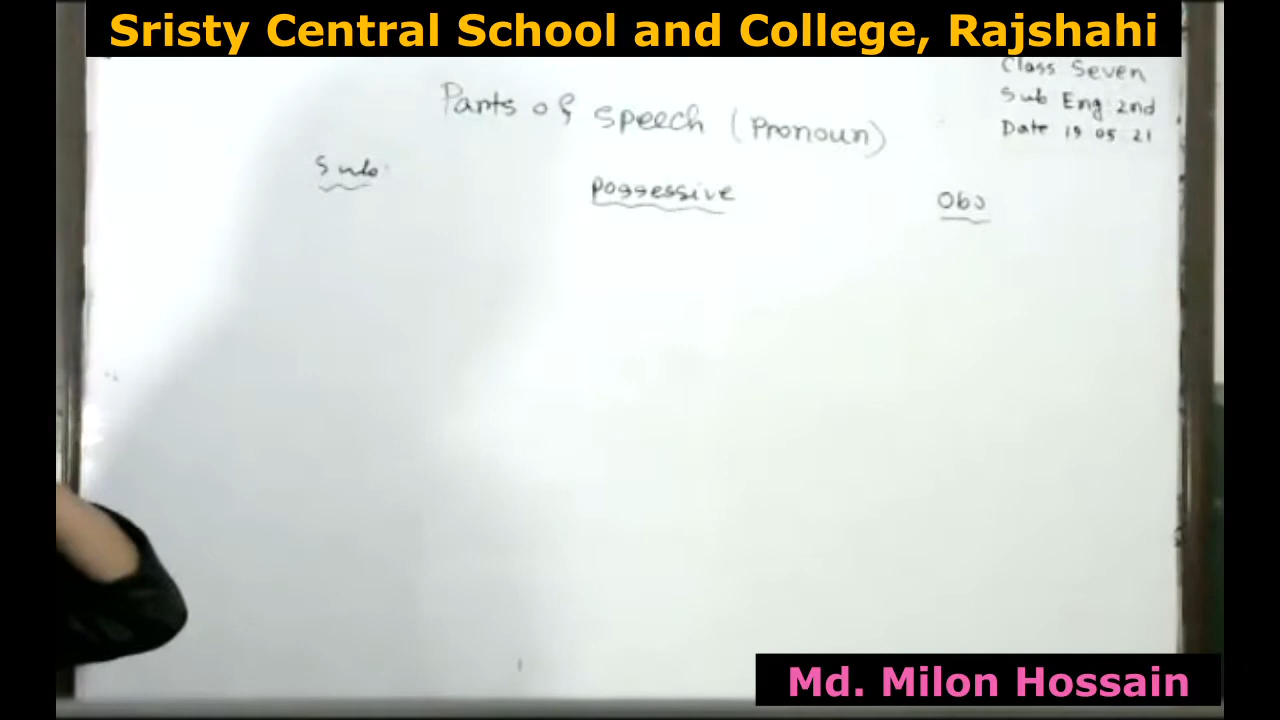 Sristy Central School and College, Rajshahi
Class Seven
Sub Eng 2nd
Date 19 05 21
Parts of speech (Pronoun)
Sub
Possessive
Obj
Md. Milon Hossain